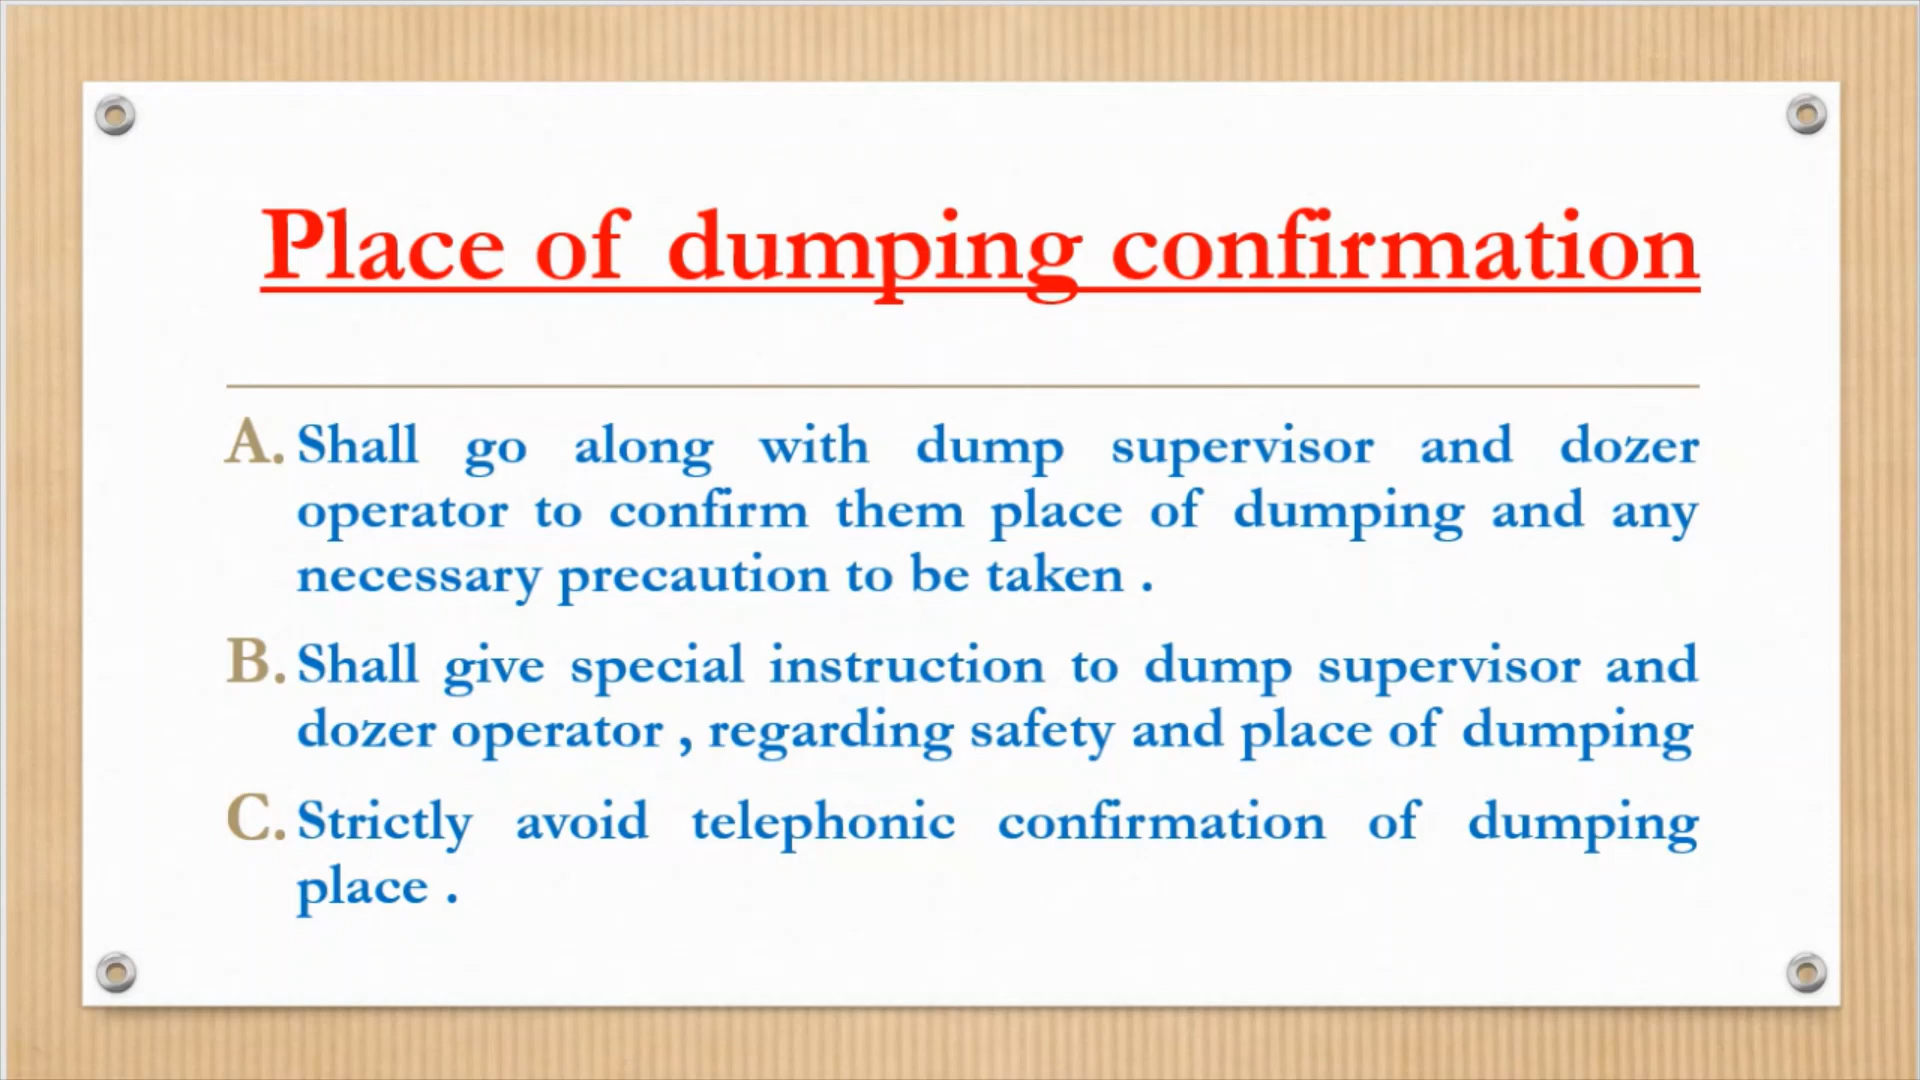 Place of dumping confirmation
A. Shall go along with dump supervisor and dozer
operator to confirm them place of dumping and any
necessary precaution to be taken .
B. Shall give special instruction to dump supervisor and
dozer operator , regarding safety and place of dumping
C. Strictly avoid telephonic confirmation of dumping
place .